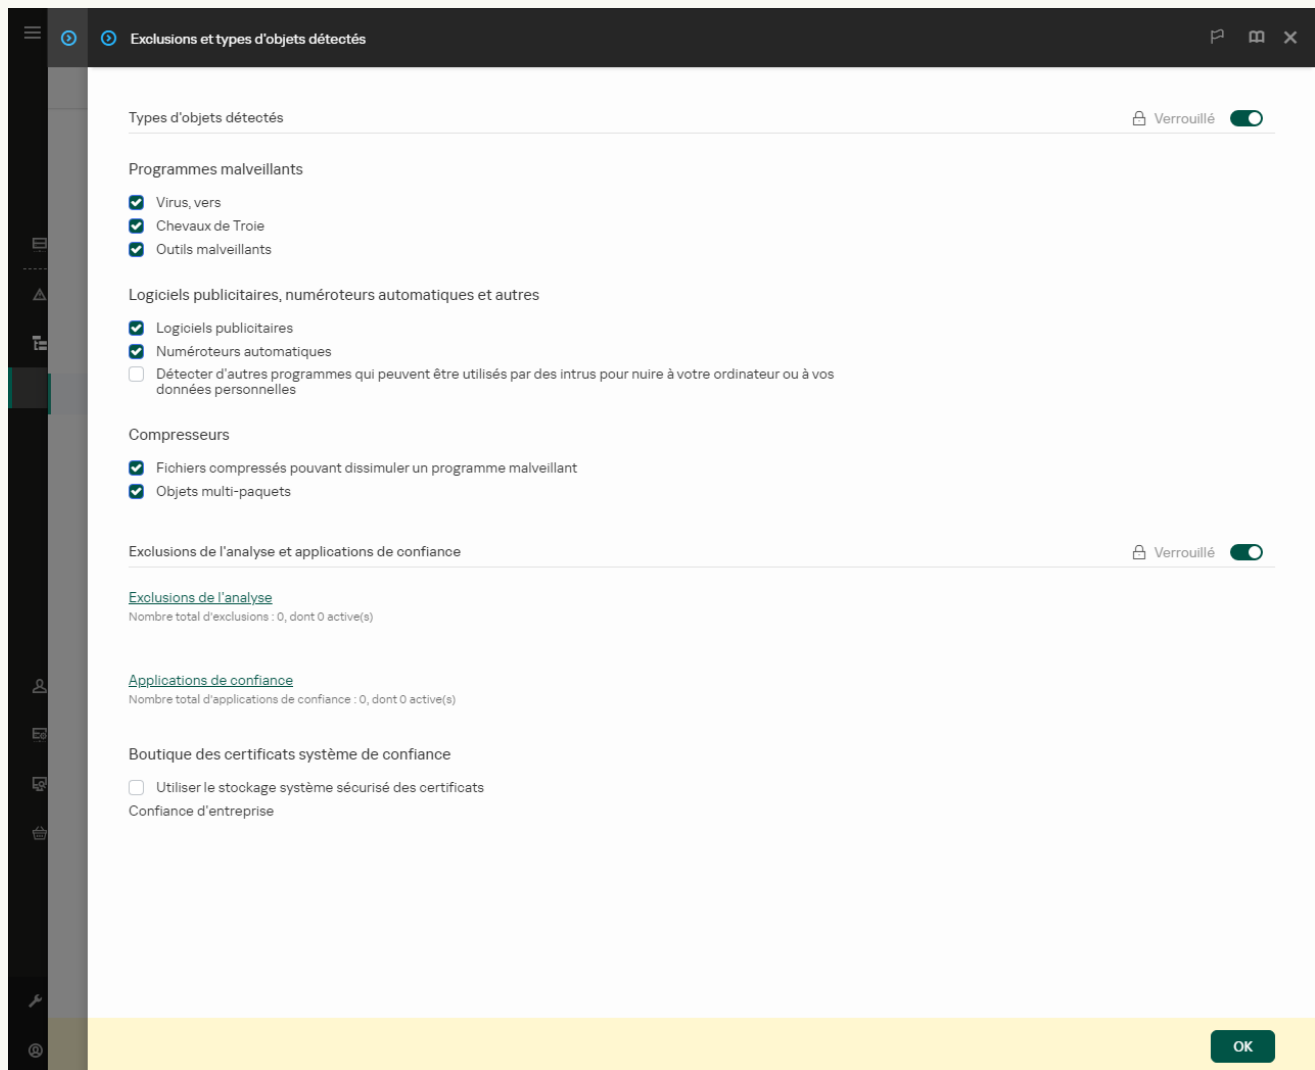 Exclusions et types d'objets détectés
Types d'objets détectés
Verrouillé
Programmes malveillants
Virus, vers
Chevaux de Troie
Outils malveillants
Logiciels publicitaires, numéroteurs automatiques et autres
Logiciels publicitaires
Numéroteurs automatiques
Détecter d'autres programmes qui peuvent être utilisés par des intrus pour nuire à votre ordinateur ou à vos
données personnelles
Compresseurs
Fichiers compressés pouvant dissimuler un programme malveillant
Objets multi-paquets
Exclusions de l'analyse et applications de confiance
Verrouillé
Exclusions de l'analyse
Nombre total d'exclusions : 0, dont 0 active(s)
Applications de confiance
Nombre total d'applications de confiance : 0, dont 0 active(s)
Boutique des certificats système de confiance
Utiliser le stockage système sécurisé des certificats
Confiance d'entreprise
OK